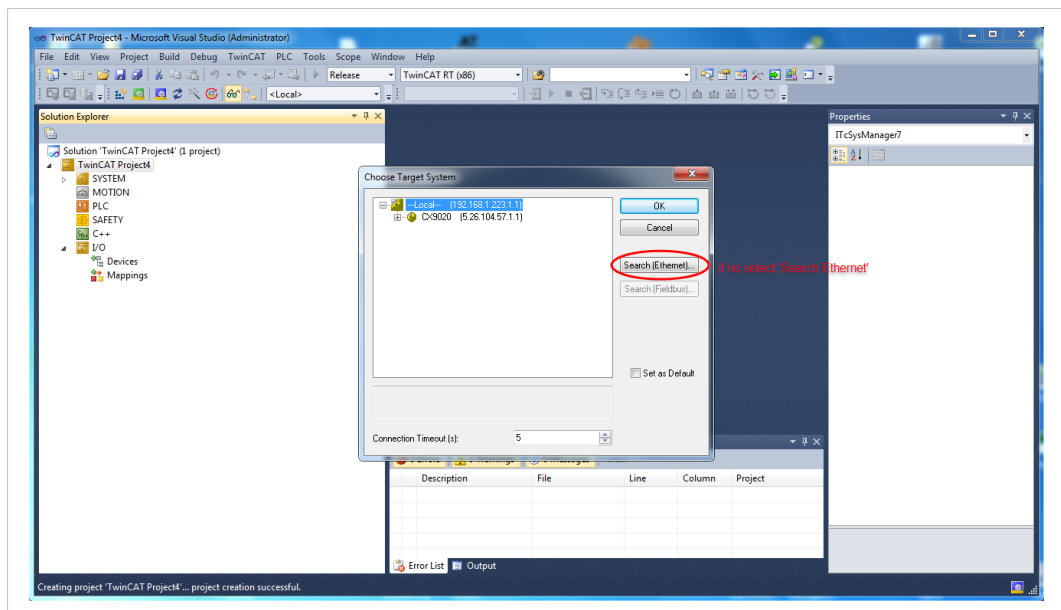 TwinCAT Project4 - Microsoft Visual Studio (Administrator)
File Edit View Project Build Debug TwinCAT PLC Tools Scope Window Help
Release TwinCAT RT (x86)
<Local>
Solution Explorer
Properties
ITcSysManager7
Solution 'TwinCAT Project4' (1 project)
TwinCAT Project4
SYSTEM
MOTION
PLC
SAFETY
C++
I/O
Devices
Mappings
Choose Target System
---Local--- (192.168.1.223.1.1)
CX9020 (5.26.104.57.1.1)
OK
Cancel
Search (Ethernet)...
if no select 'Search Ethernet'
Search (Fieldbus)...
Set as Default
Connection Timeout (s): 5
Description File Line Column Project
Error List Output
Creating project 'TwinCAT Project4'... project creation successful.